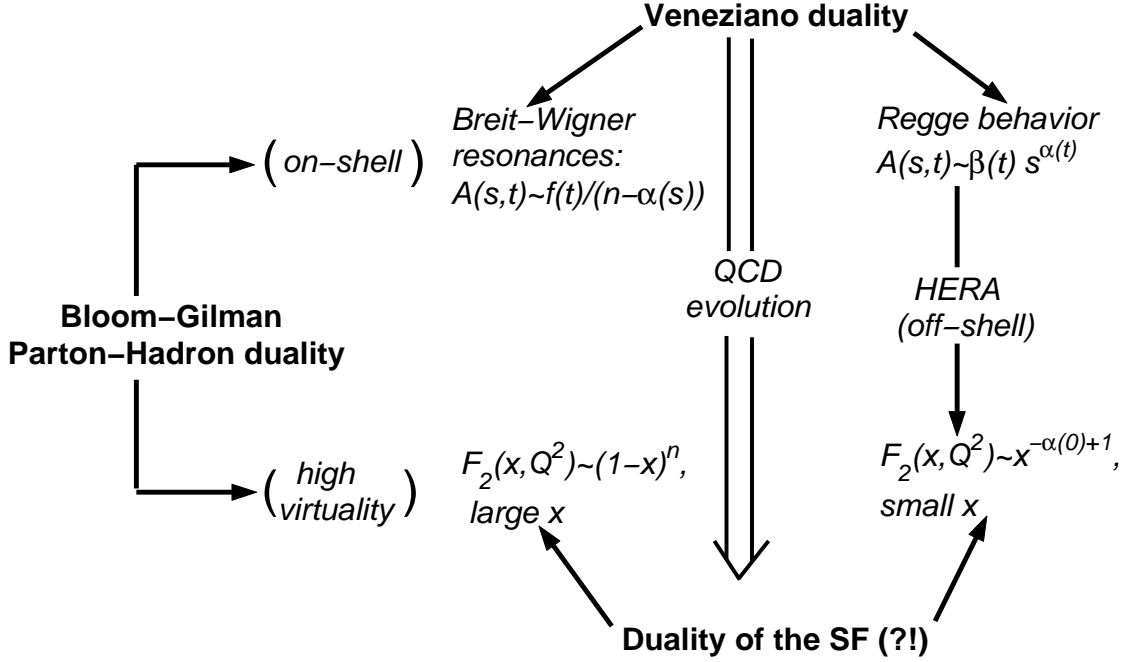 Veneziano duality
Breit−Wigner
resonances:
A(s,t)~f(t)/(n−α(s))
Regge behavior
A(s,t)~β(t) s^α(t)
(on−shell)
QCD
evolution
HERA
(off−shell)
Bloom−Gilman
Parton−Hadron duality
(high
virtuality)
F_2(x,Q^2)~(1−x)^n,
large x
F_2(x,Q^2)~x^−α(0)+1,
small x
Duality of the SF (?!)